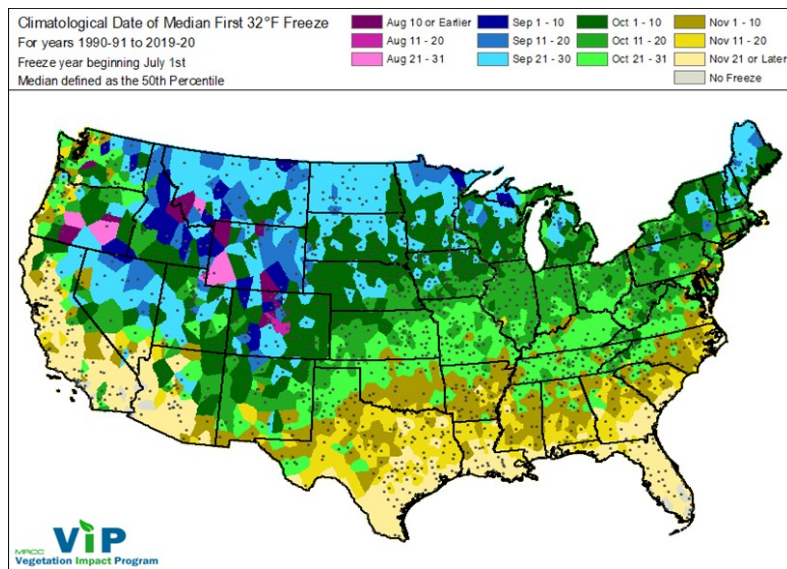 Climatological Date of Median First 32°F Freeze
For years 1990-91 to 2019-20
Freeze year beginning July 1st
Median defined as the 50th Percentile
Aug 10 or Earlier
Aug 11 - 20
Aug 21 - 31
Sep 1 - 10
Sep 11 - 20
Sep 21 - 30
Oct 1 - 10
Oct 11 - 20
Oct 21 - 31
Nov 1 - 10
Nov 11 - 20
Nov 21 or Later
No Freeze
MRCC ViP
Vegetation Impact Program